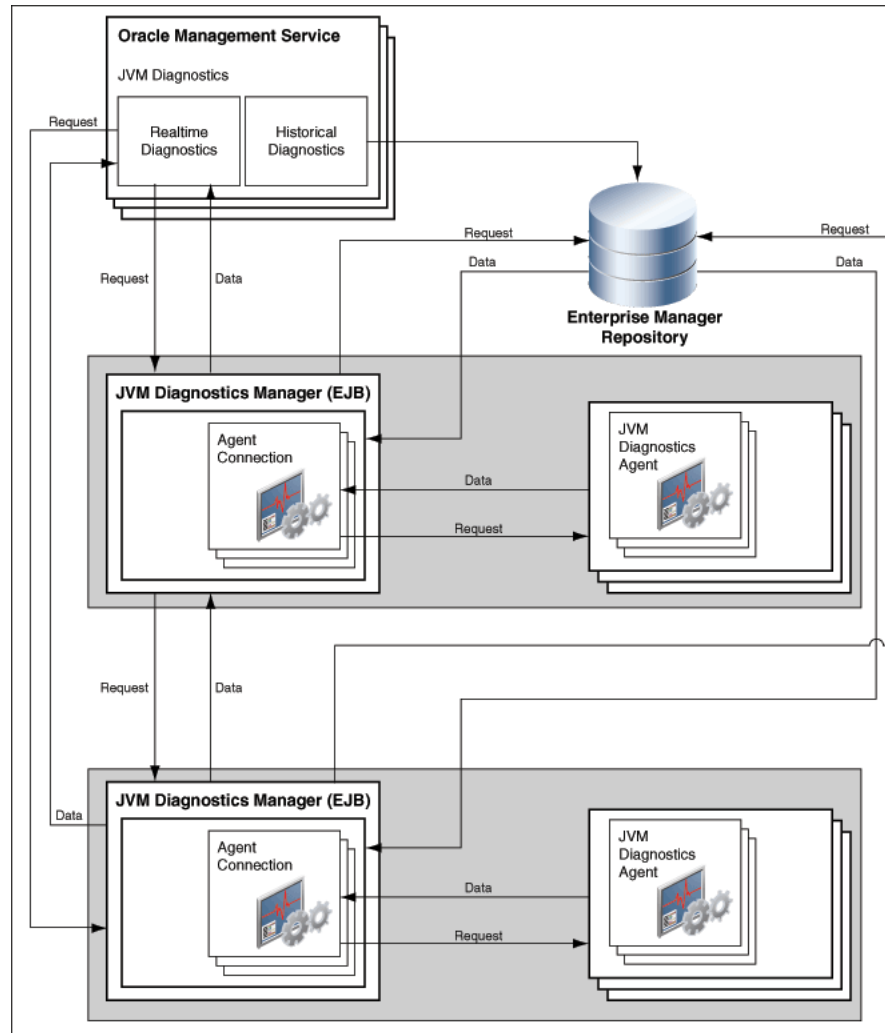 Oracle Management Service
JVM Diagnostics
Request
Realtime
Diagnostics
Historical
Diagnostics
Request
Request
Data
Data
Request
Data
Enterprise Manager
Repository
JVM Diagnostics Manager (EJB)
Agent
Connection
JVM
Diagnostics
Agent
Data
Request
Request
Data
JVM Diagnostics Manager (EJB)
Data
Agent
Connection
JVM
Diagnostics
Agent
Data
Request